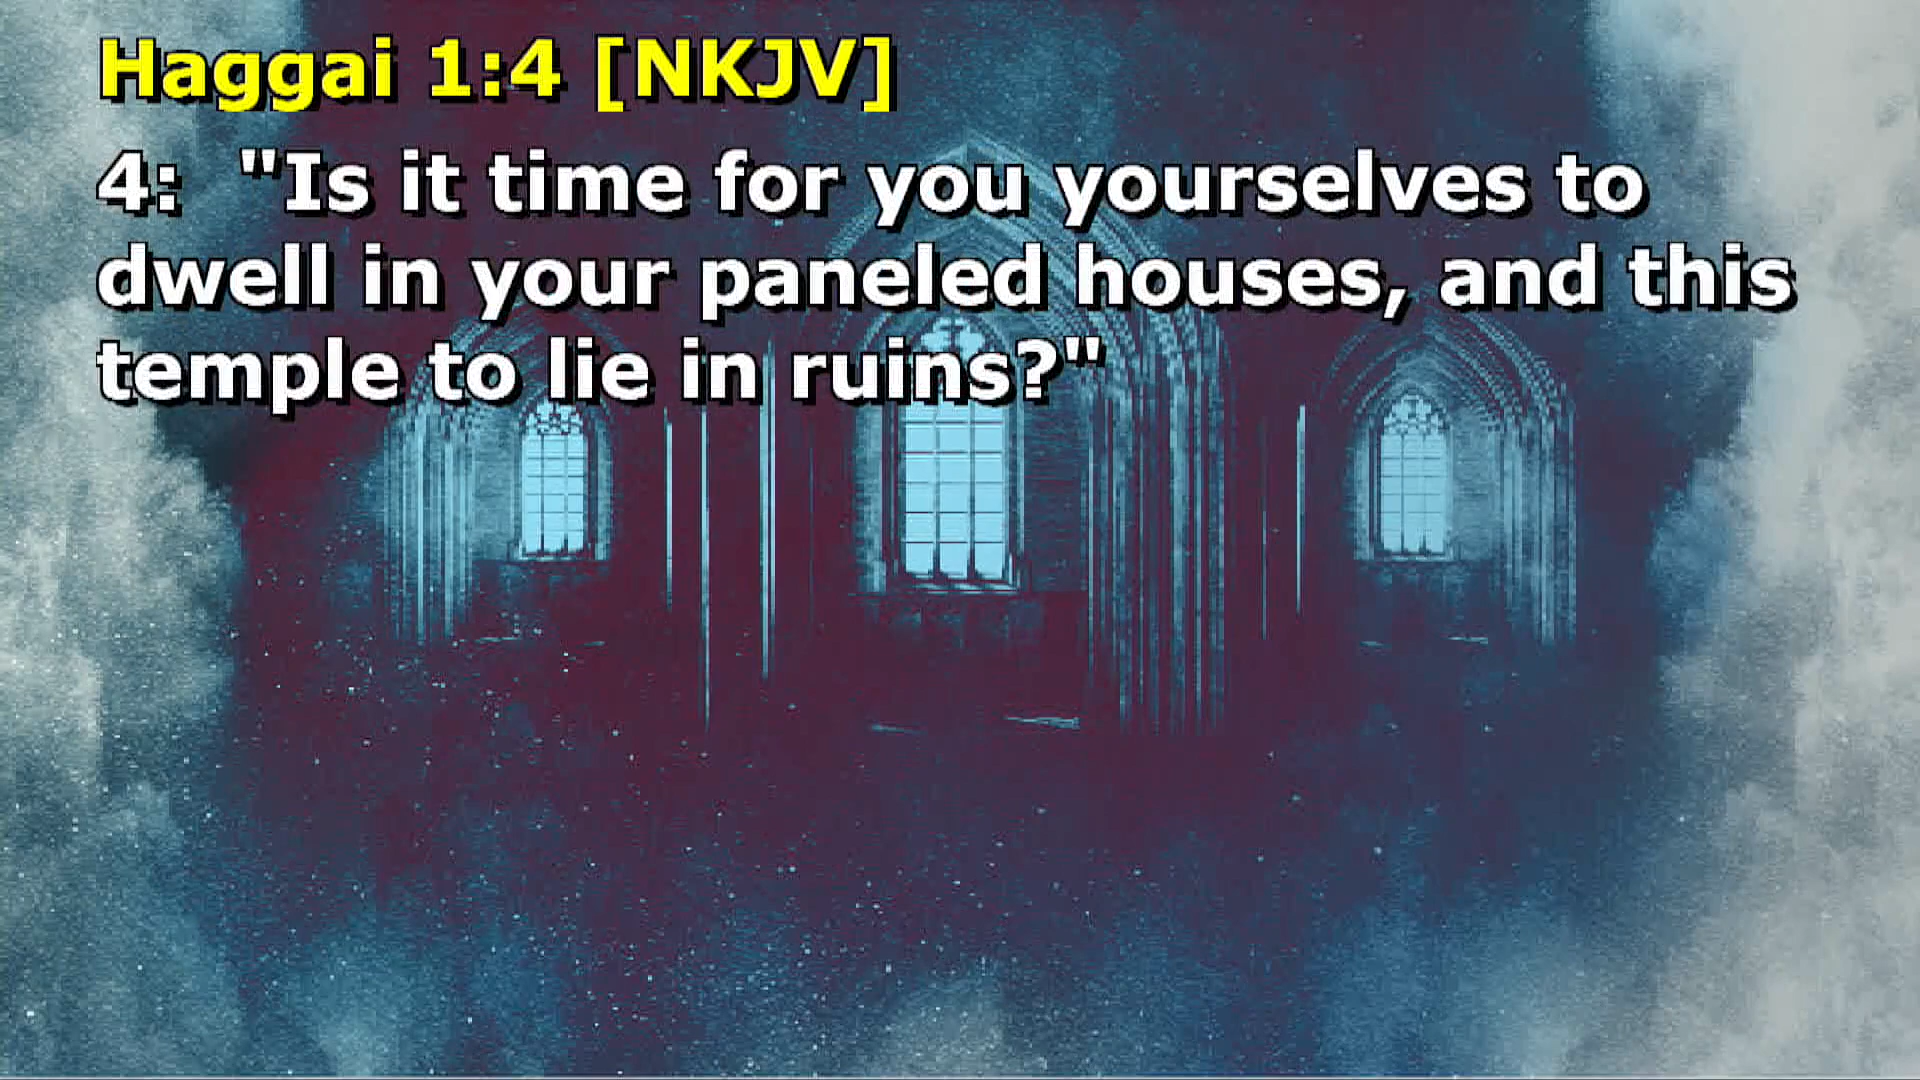 Haggai 1:4 [NKJV]
4: "Is it time for you yourselves to
dwell in your paneled houses, and this
temple to lie in ruins?"